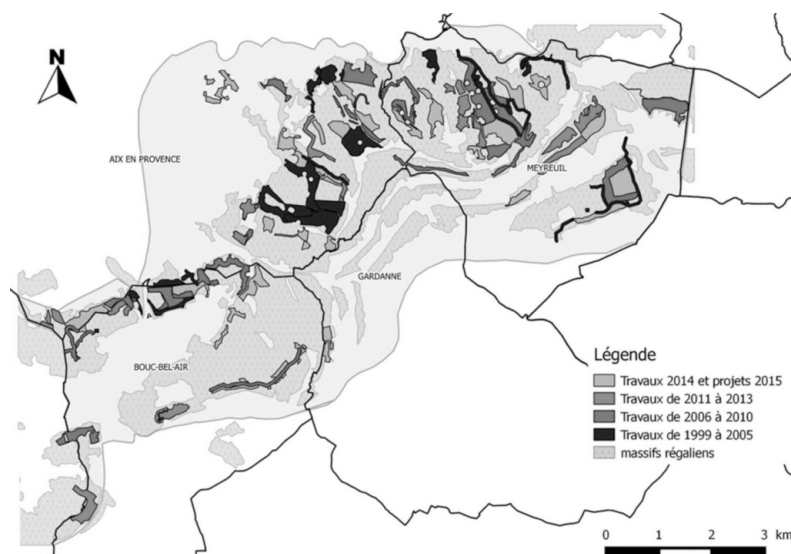 N
AIX EN PROVENCE
MEYREUIL
GARDANNE
BOUC-BEL-AIR
Légende
Travaux 2014 et projets 2015
Travaux de 2011 à 2013
Travaux de 2006 à 2010
Travaux de 1999 à 2005
massifs régaliens
0 1 2 3 km